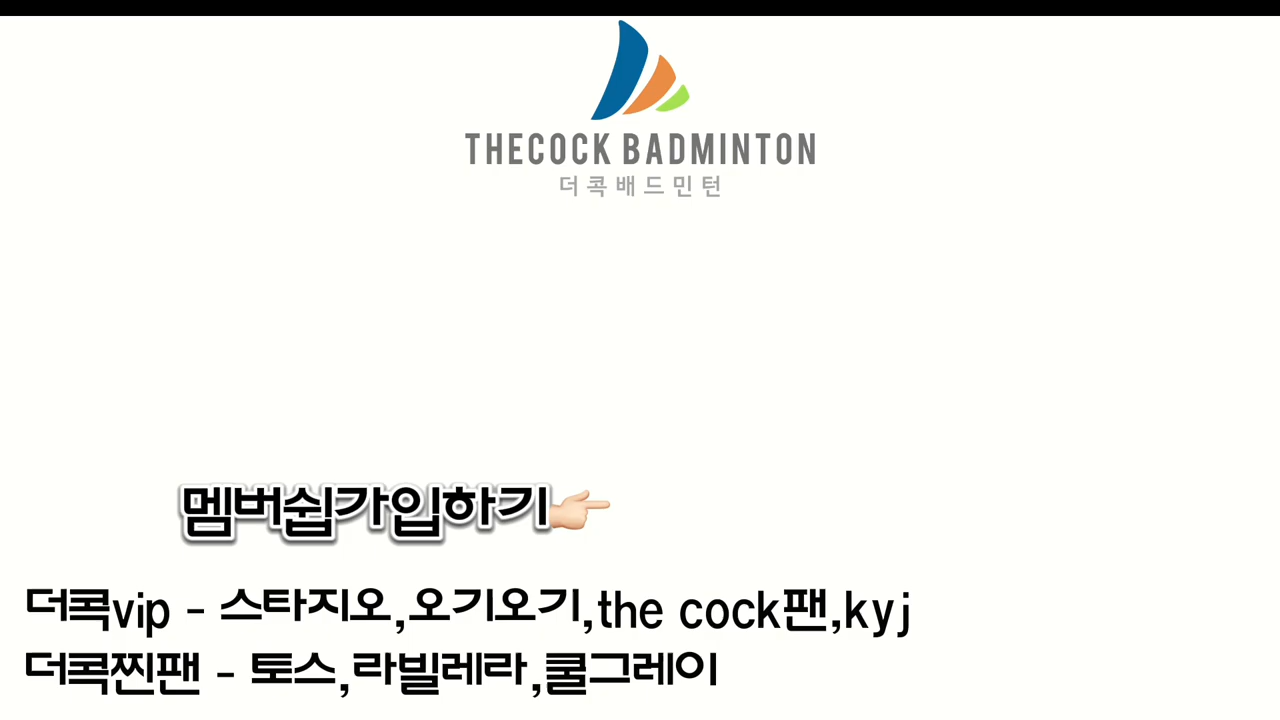 THECOCK BADMINTON
더콕배드민턴
멤버쉽가입하기👉🏻
더콕vip - 스타지오,오기오기,the cock팬,kyj
더콕찐팬 - 토스,라빌레라,쿨그레이